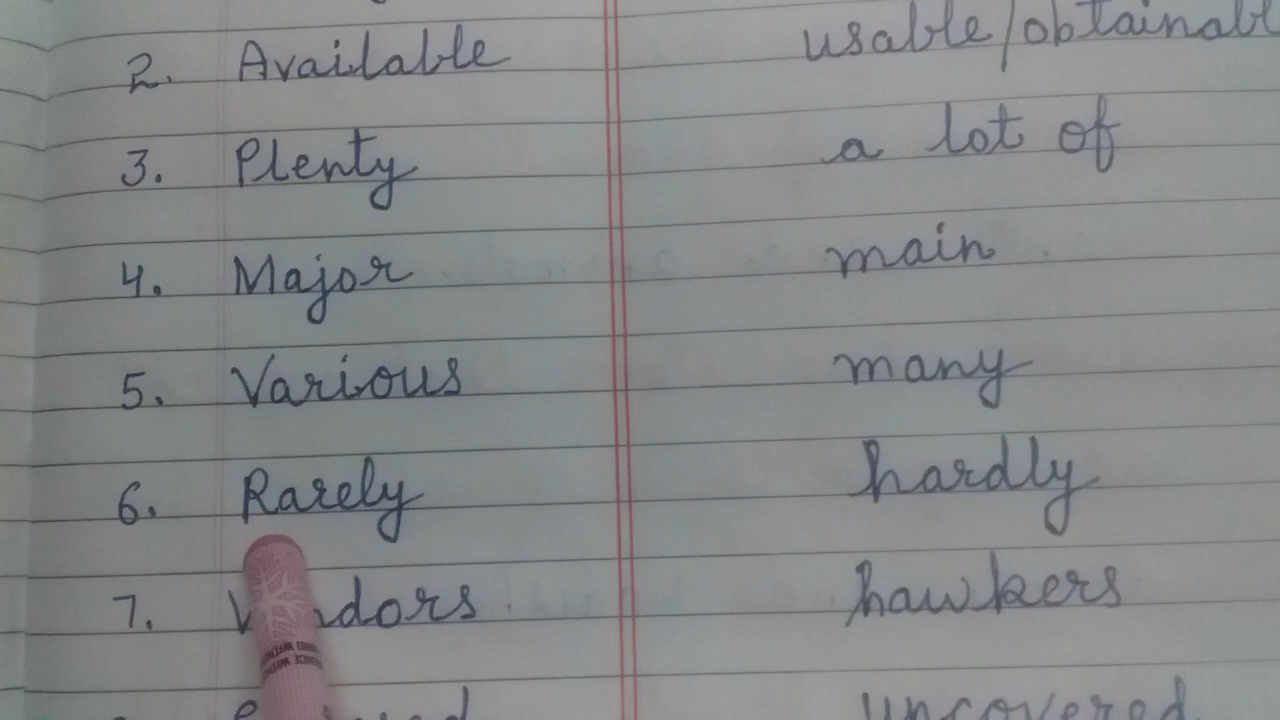 2. Available usable/obtainabl
3. Plenty a lot of
4. Major main
5. Various many
6. Rarely hardly
7. hawkers
uncovered